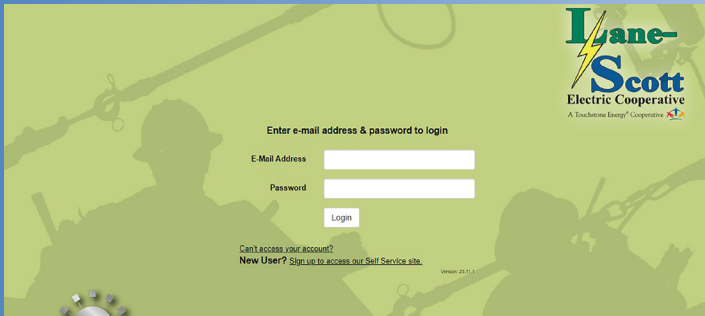 Lane-
Scott
Electric Cooperative
A Touchstone Energy® Cooperative
Enter e-mail address & password to login
E-Mail Address
Password
Login
Can't access your account?
New User? Sign up to access our Self Service site.
Version: 23.11.1